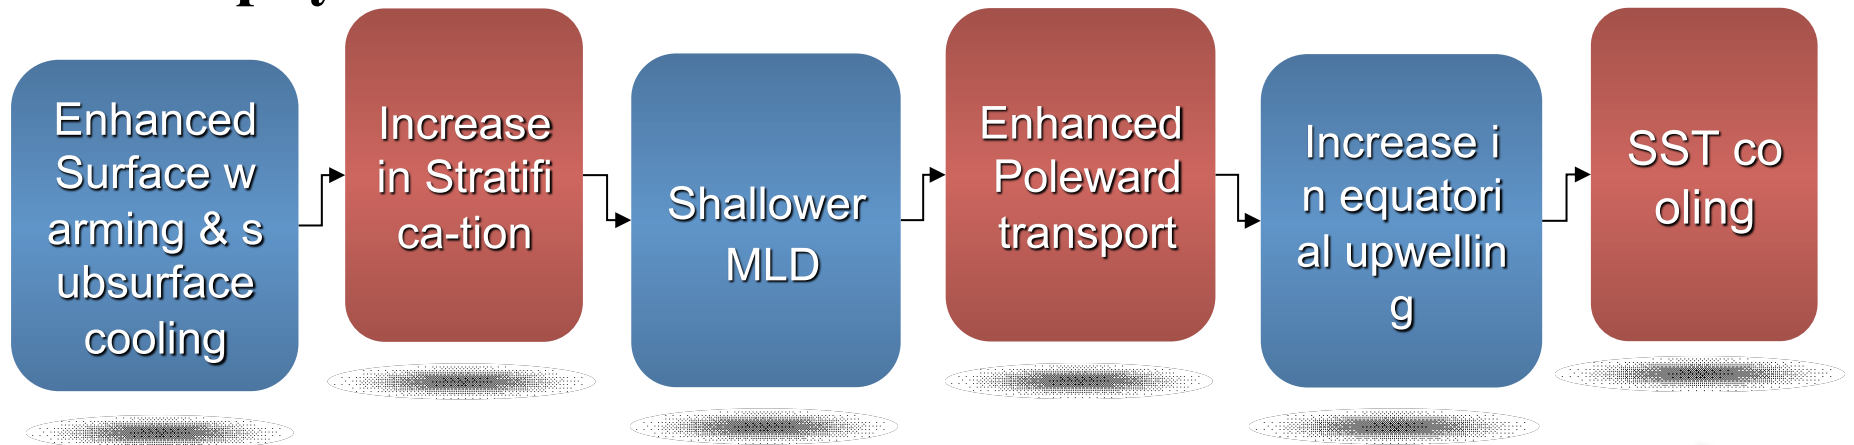 Enhanced
Surface w
arming & s
ubsurface
cooling
Increase
in Stratifi
ca-tion
Shallower
MLD
Enhanced
Poleward
transport
Increase i
n equatori
al upwellin
g
SST co
oling